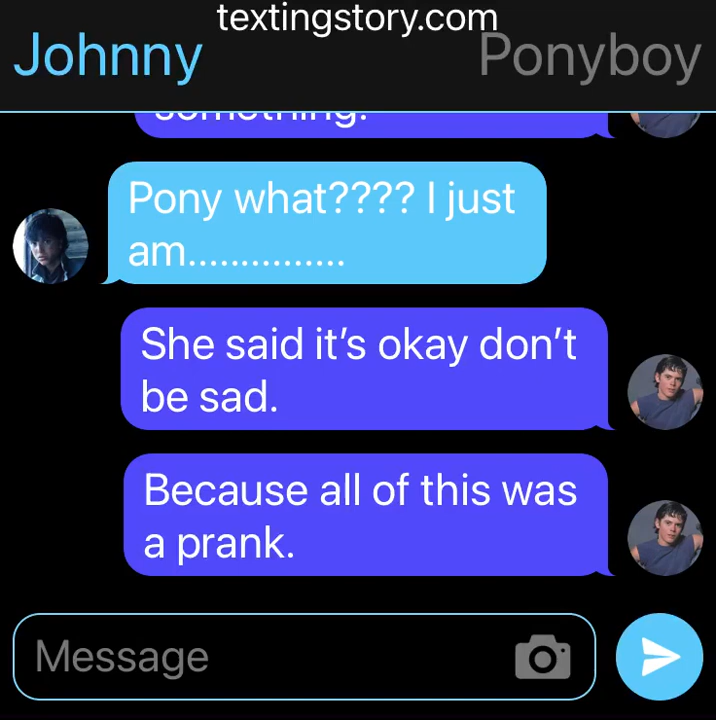 textingstory.com
Johnny Ponyboy
something.
Pony what???? I just
am..............
She said it's okay don't
be sad.
Because all of this was
a prank.
Message